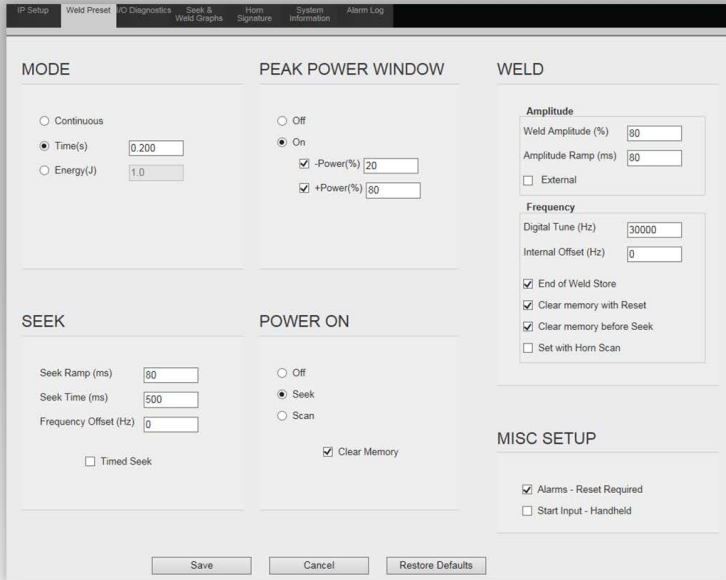 IP Setup
Weld Preset
I/O Diagnostics
Seek &
Weld Graphs
Horn
Signature
System
Information
Alarm Log
MODE
Continuous
Time(s) 0.200
Energy(J) 1.0
PEAK POWER WINDOW
Off
On
-Power(%) 20
+Power(%) 80
WELD
Amplitude
Weld Amplitude (%) 80
Amplitude Ramp (ms) 80
External
Frequency
Digital Tune (Hz) 30000
Internal Offset (Hz) 0
End of Weld Store
Clear memory with Reset
Clear memory before Seek
Set with Horn Scan
SEEK
Seek Ramp (ms) 80
Seek Time (ms) 500
Frequency Offset (Hz) 0
Timed Seek
POWER ON
Off
Seek
Scan
Clear Memory
MISC SETUP
Alarms - Reset Required
Start Input - Handheld
Save
Cancel
Restore Defaults